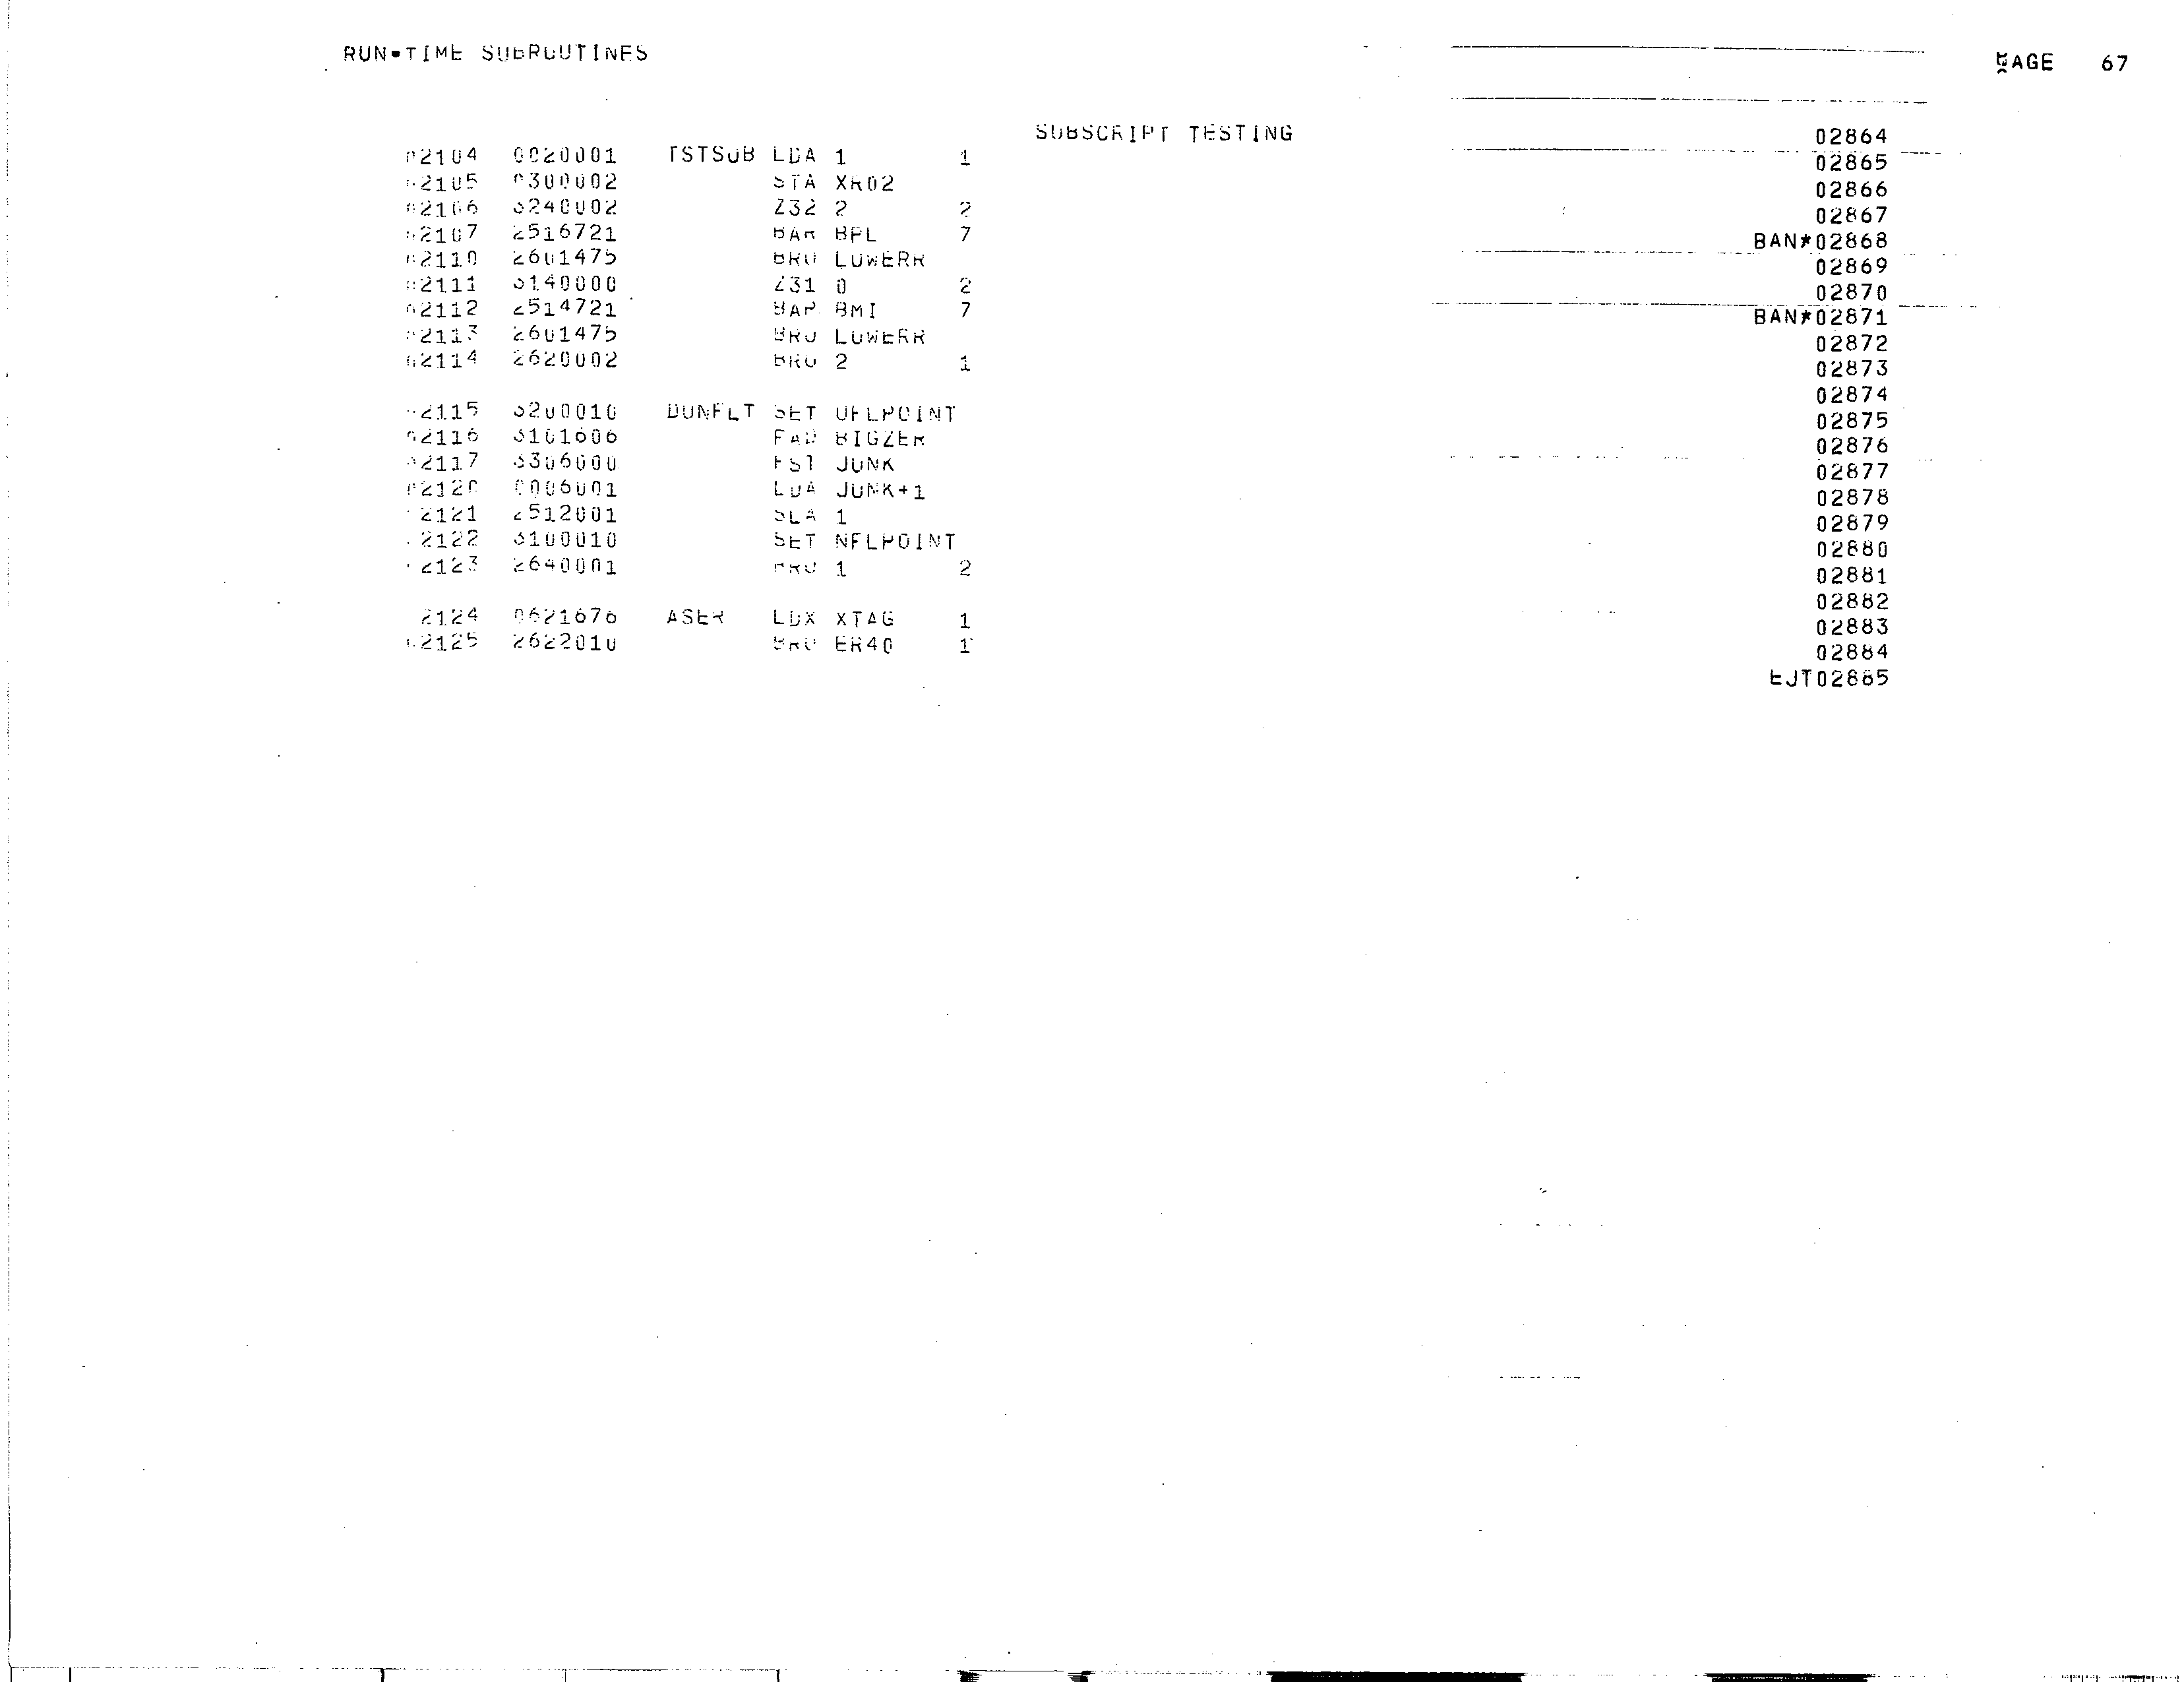 RUN-TIME SUBROUTINES PAGE 67
SUBSCRIPT TESTING 02864
02104 0020001 TSTSUB LDA 1 1 02865
02105 0300002 STA XR02 02866
02106 3240002 Z32 2 2 02867
02107 2516721 BAR BPL 7 BAN*02868
02110 2601475 BRU LOWERR 02869
02111 3140000 Z31 0 2 02870
02112 2514721 BAR BMI 7 BAN*02871
02113 2601475 BRU LOWERR 02872
02114 2620002 BRU 2 1 02873
02874
02115 3200010 DUNFLT SET UFLPOINT 02875
02116 3101606 FAD BIGZER 02876
02117 3306000 FST JUNK 02877
02120 0006001 LDA JUNK+1 02878
02121 2512001 SLA 1 02879
02122 3100010 SET NFLPOINT 02880
02123 2640001 BRU 1 2 02881
02882
02124 0621676 ASER LDX XTAG 1 02883
02125 2622010 BRU ER40 1 02884
EJT02885